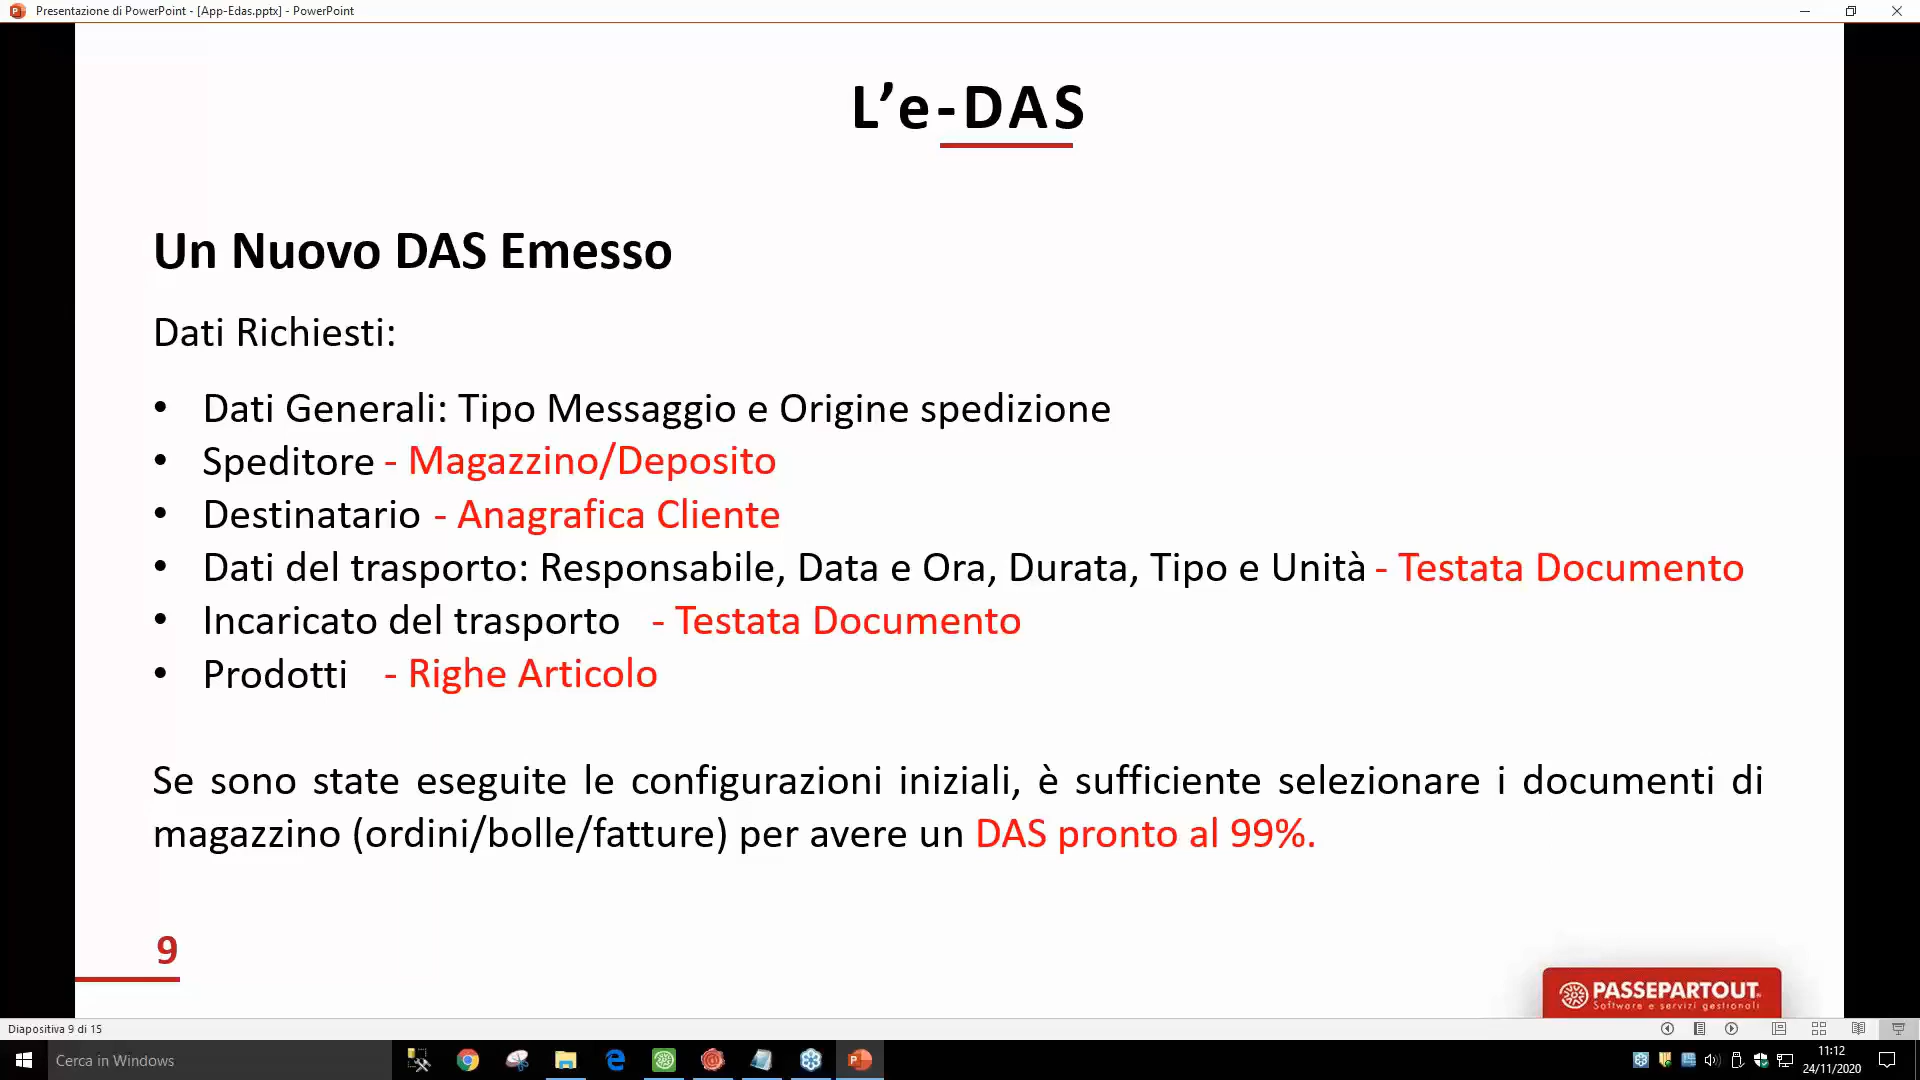 Presentazione di PowerPoint - [App-Edas.pptx] - PowerPoint
L’e-DAS
Un Nuovo DAS Emesso
Dati Richiesti:
• Dati Generali: Tipo Messaggio e Origine spedizione
• Speditore - Magazzino/Deposito
• Destinatario - Anagrafica Cliente
• Dati del trasporto: Responsabile, Data e Ora, Durata, Tipo e Unità - Testata Documento
• Incaricato del trasporto - Testata Documento
• Prodotti - Righe Articolo
Se sono state eseguite le configurazioni iniziali, è sufficiente selezionare i documenti di
magazzino (ordini/bolle/fatture) per avere un DAS pronto al 99%.
9
PASSEPARTOUT
Software e servizi gestionali
Diapositiva 9 di 15
Cerca in Windows
11:12
24/11/2020